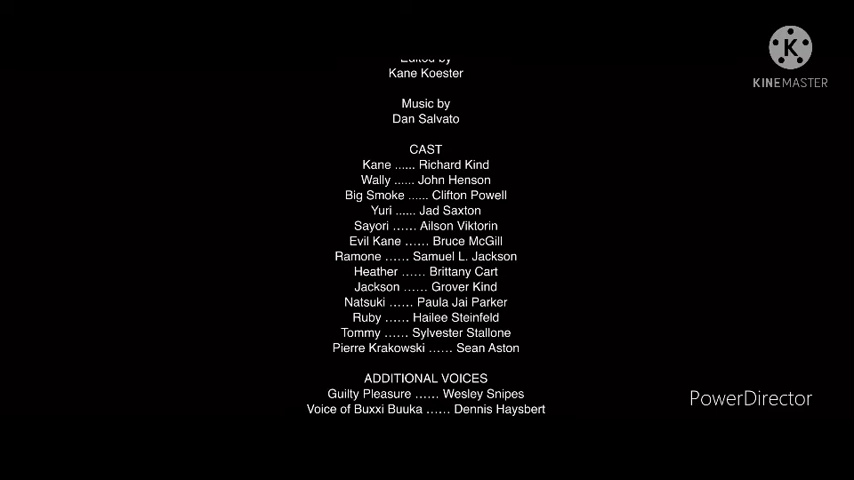 Edited by
Kane Koester
Music by
Dan Salvato
CAST
Kane ...... Richard Kind
Wally ...... John Henson
Big Smoke ...... Clifton Powell
Yuri ...... Jad Saxton
Sayori ...... Ailson Viktorin
Evil Kane ...... Bruce McGill
Ramone ...... Samuel L. Jackson
Heather ...... Brittany Cart
Jackson ...... Grover Kind
Natsuki ...... Paula Jai Parker
Ruby ...... Hailee Steinfeld
Tommy ...... Sylvester Stallone
Pierre Krakowski ...... Sean Aston
ADDITIONAL VOICES
Guilty Pleasure ...... Wesley Snipes
Voice of Buxxi Buuka ...... Dennis Haysbert
K
KINEMASTER
PowerDirector